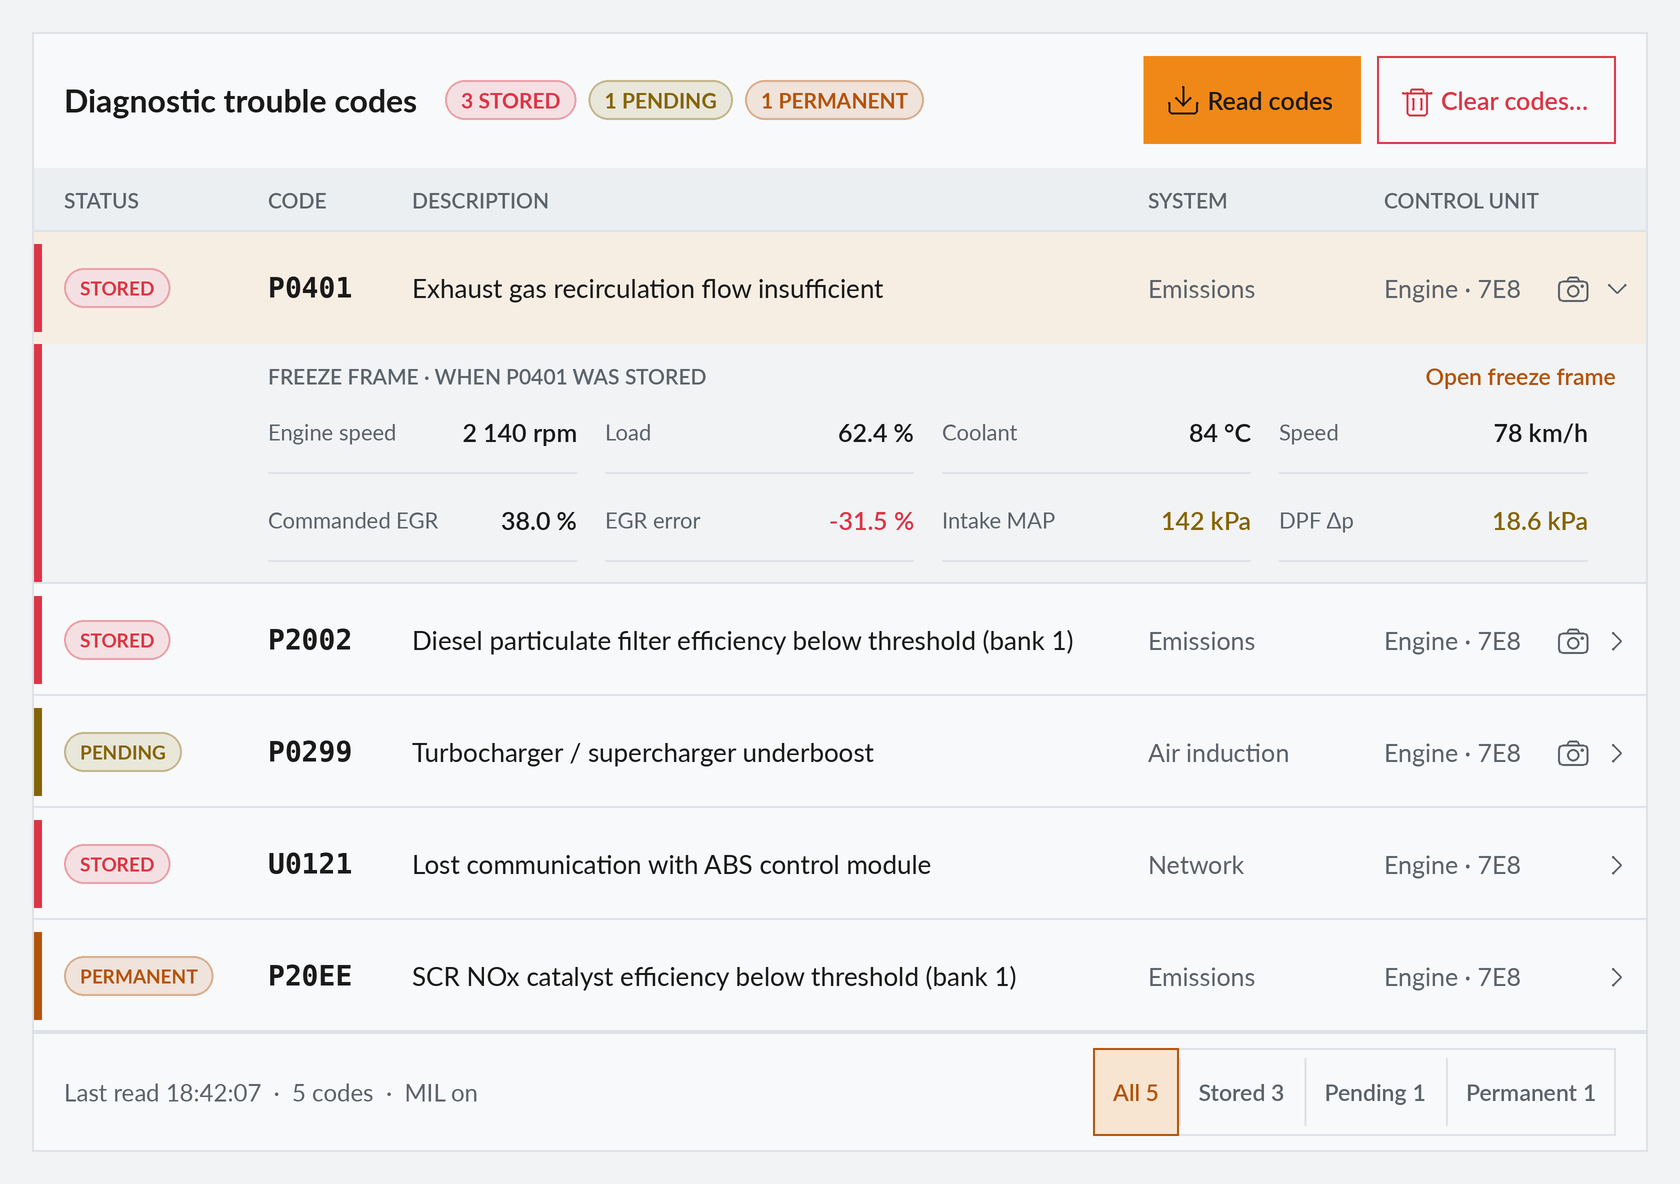 Diagnostic trouble codes 3 STORED 1 PENDING 1 PERMANENT Read codes Clear codes...
STATUS CODE DESCRIPTION SYSTEM CONTROL UNIT
STORED P0401 Exhaust gas recirculation flow insufficient Emissions Engine · 7E8
FREEZE FRAME · WHEN P0401 WAS STORED Open freeze frame
Engine speed 2 140 rpm Load 62.4 % Coolant 84 °C Speed 78 km/h
Commanded EGR 38.0 % EGR error -31.5 % Intake MAP 142 kPa DPF Δp 18.6 kPa
STORED P2002 Diesel particulate filter efficiency below threshold (bank 1) Emissions Engine · 7E8
PENDING P0299 Turbocharger / supercharger underboost Air induction Engine · 7E8
STORED U0121 Lost communication with ABS control module Network Engine · 7E8
PERMANENT P20EE SCR NOx catalyst efficiency below threshold (bank 1) Emissions Engine · 7E8
Last read 18:42:07 · 5 codes · MIL on All 5 Stored 3 Pending 1 Permanent 1